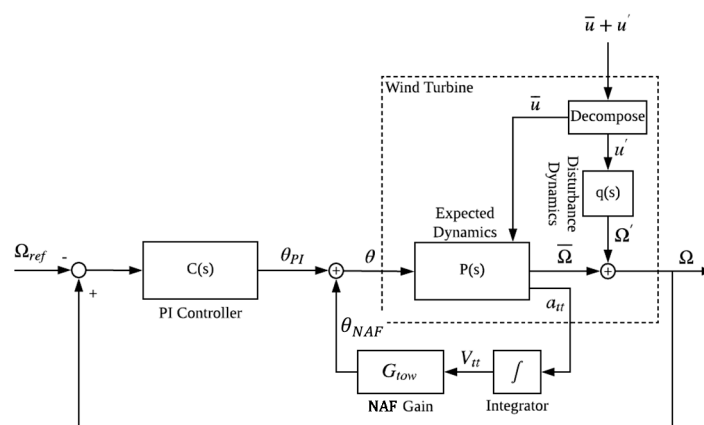 ū + u′
Wind Turbine
ū
Decompose
u′
Disturbance
Dynamics
q(s)
Expected
Dynamics
Ω′
Ω_ref
-
C(s)
θ_PI
+
θ
P(s)
Ω̄
+
Ω
+
PI Controller
a_tt
θ_NAF
G_tow
V_tt
∫
NAF Gain
Integrator